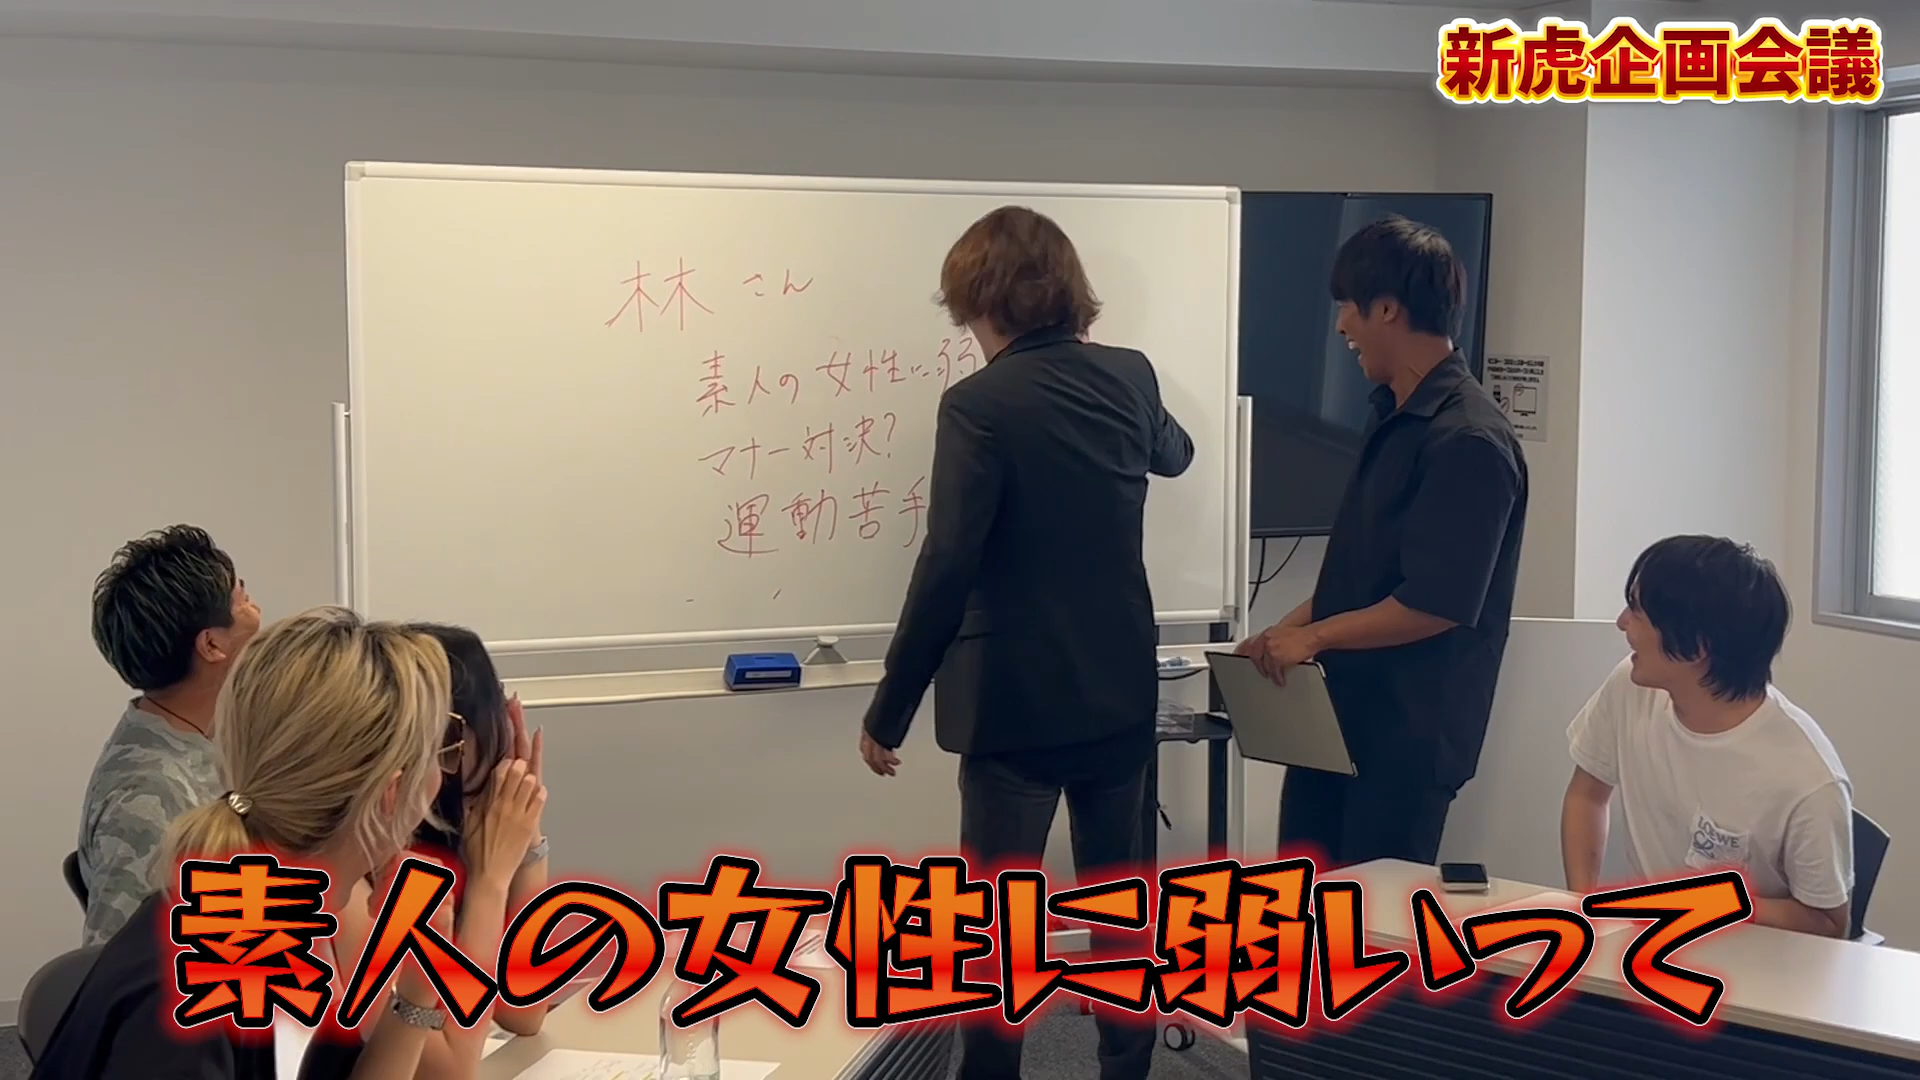 新虎企画会議
林さん
素人の女性に弱
マナー対決?
運動苦手
LOEWE
素人の女性に弱いって